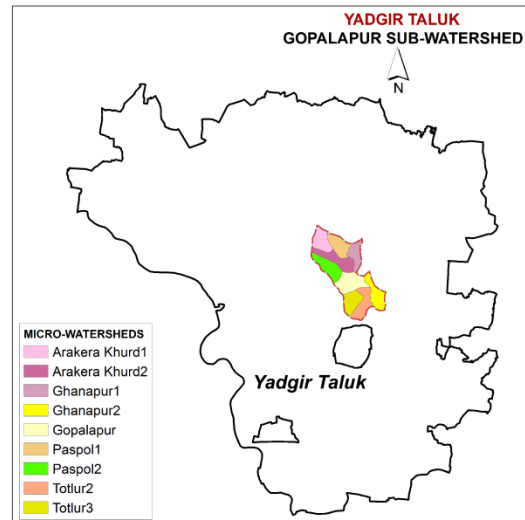 YADGIR TALUK
GOPALAPUR SUB-WATERSHED
N
Yadgir Taluk
MICRO-WATERSHEDS
Arakera Khurd1
Arakera Khurd2
Ghanapur1
Ghanapur2
Gopalapur
Paspol1
Paspol2
Totlur2
Totlur3